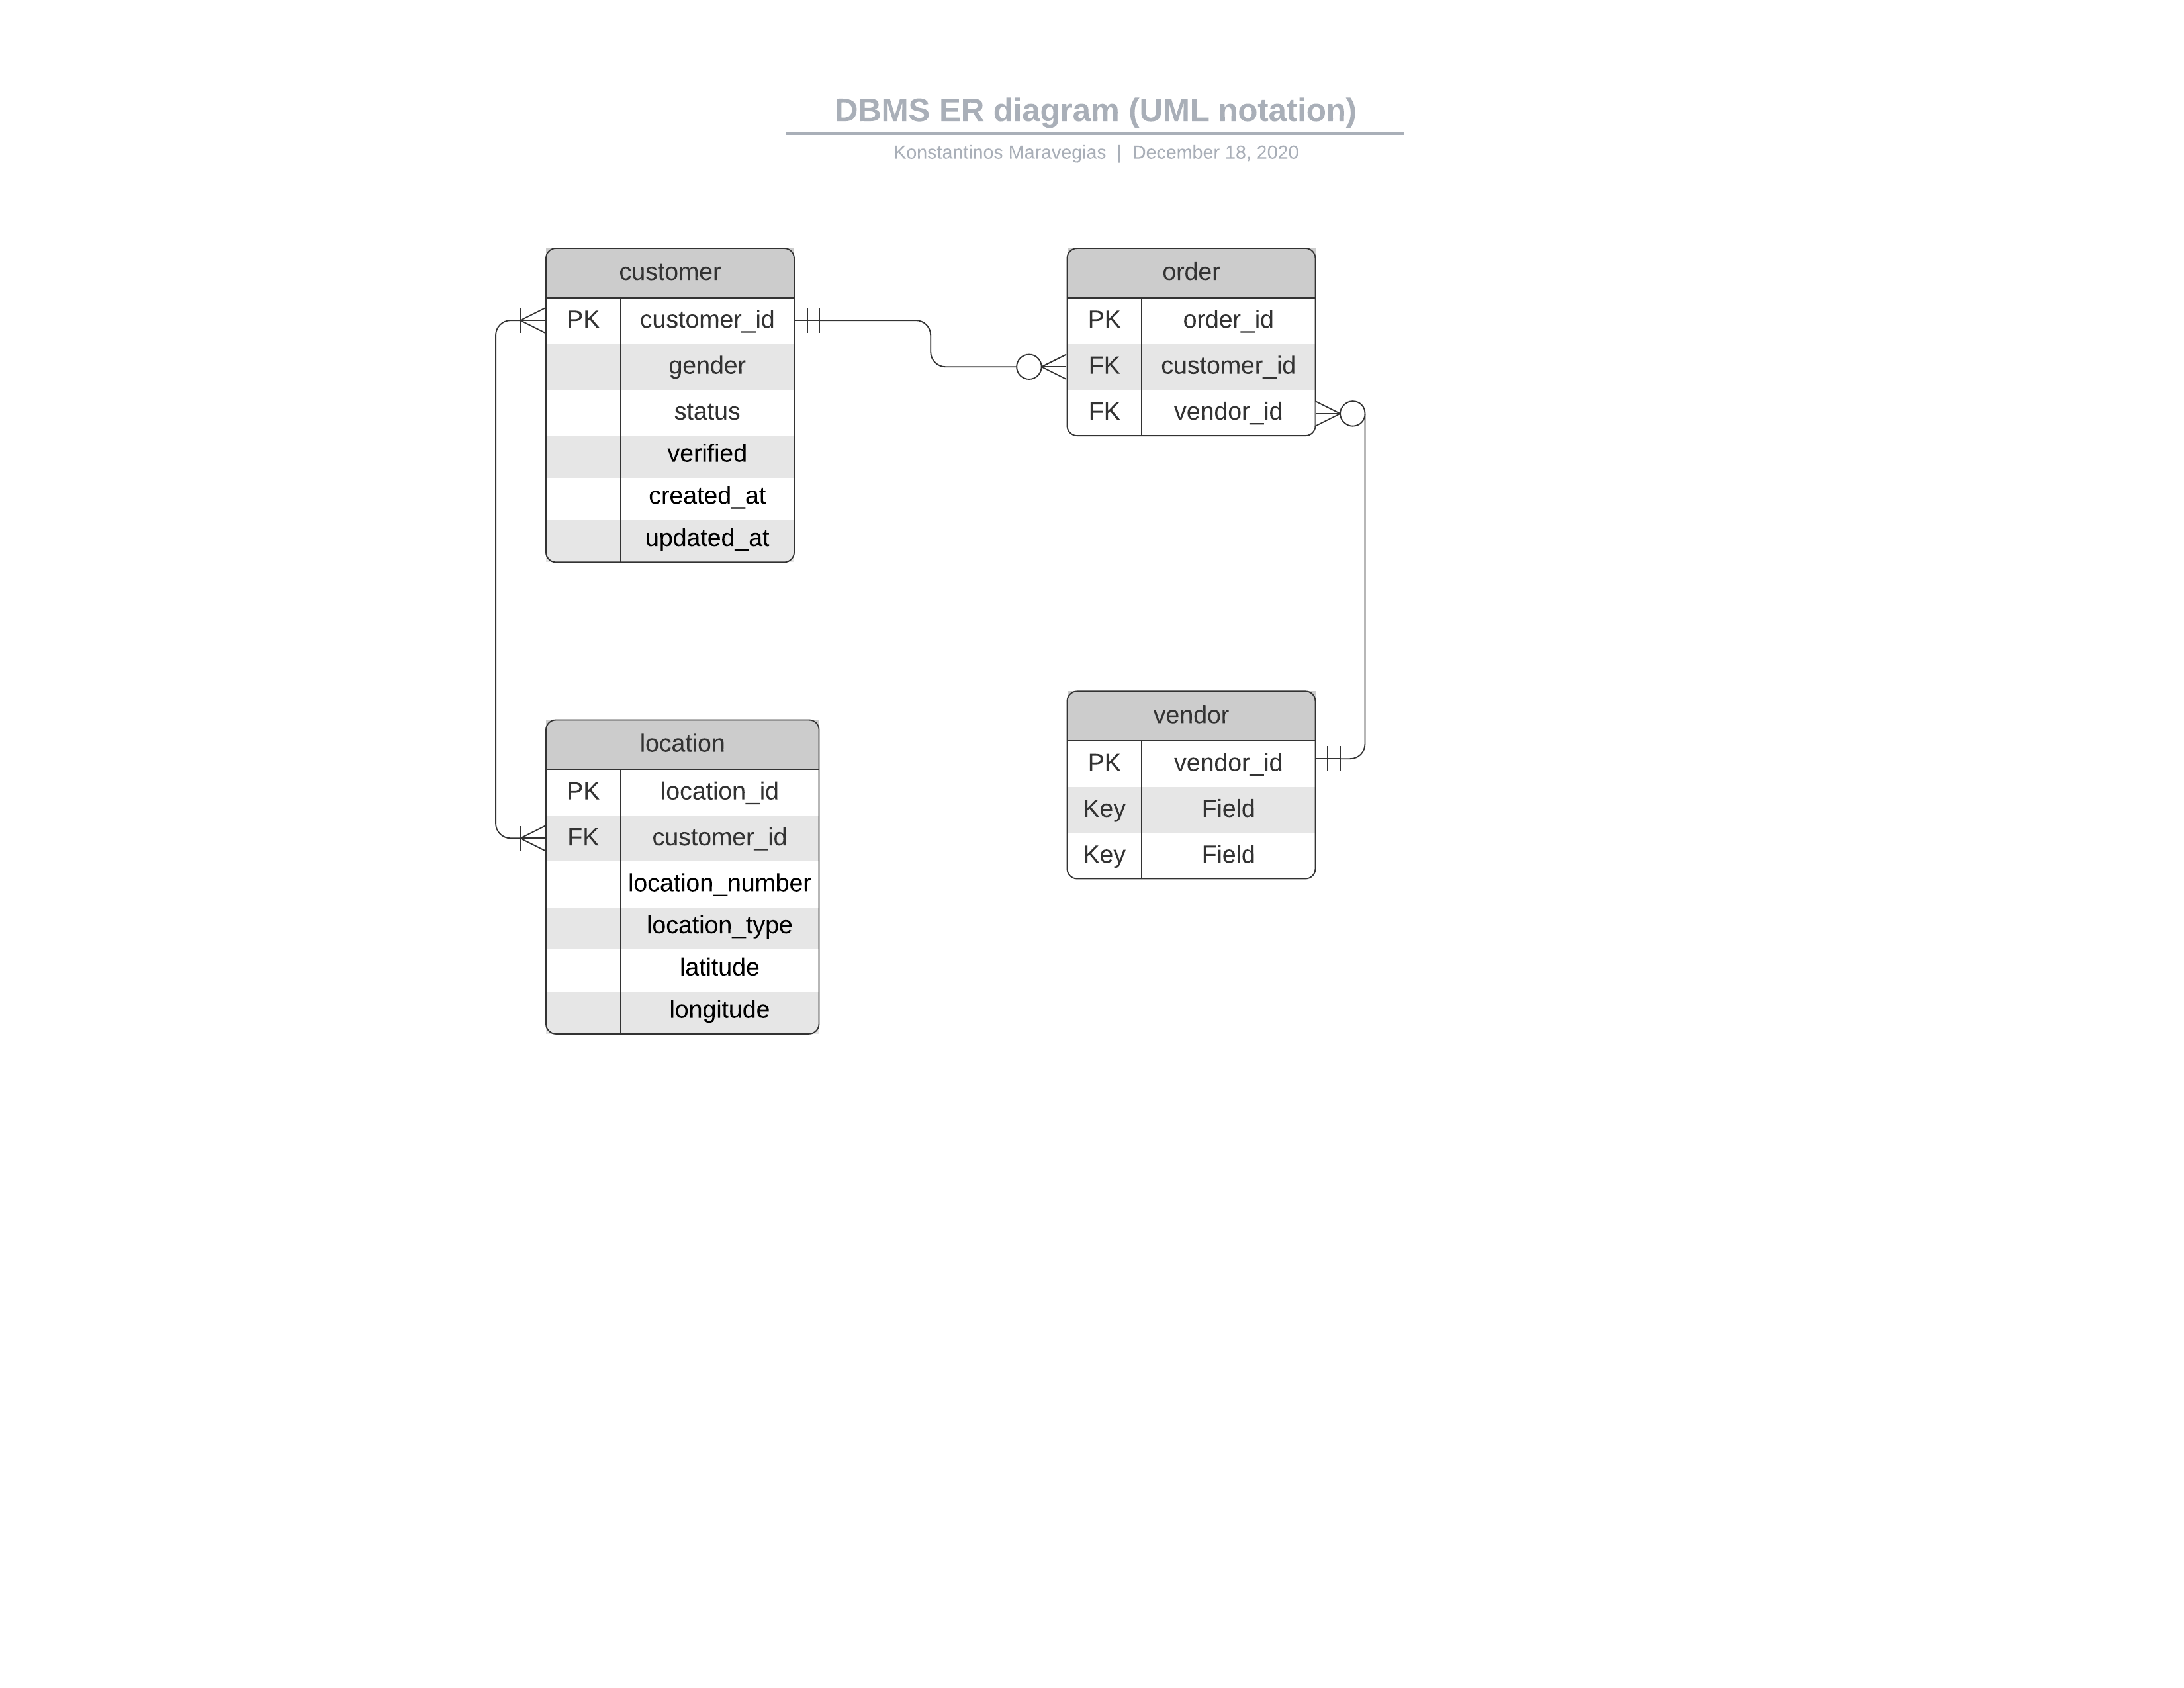 DBMS ER diagram (UML notation)
Konstantinos Maravegias | December 18, 2020
customer
PK customer_id
gender
status
verified
created_at
updated_at
order
PK order_id
FK customer_id
FK vendor_id
location
PK location_id
FK customer_id
location_number
location_type
latitude
longitude
vendor
PK vendor_id
Key Field
Key Field